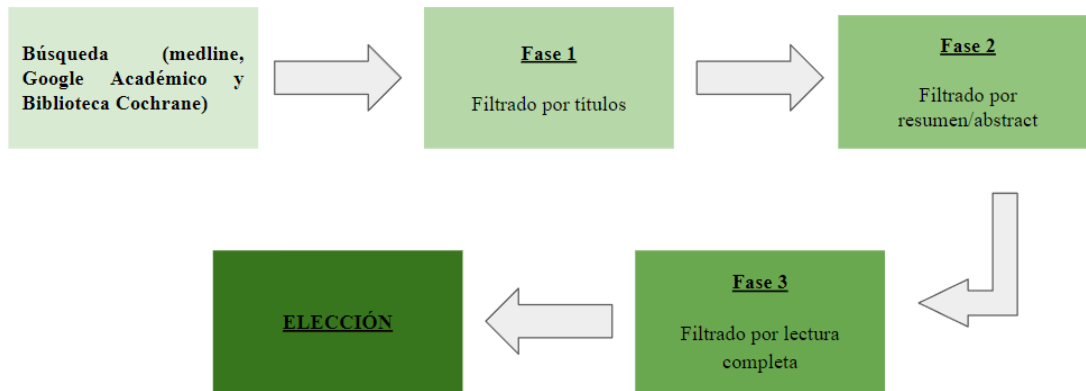 Búsqueda (medline,
Google Académico y
Biblioteca Cochrane)
Fase 1
Filtrado por títulos
Fase 2
Filtrado por
resumen/abstract
Fase 3
Filtrado por lectura
completa
ELECCIÓN